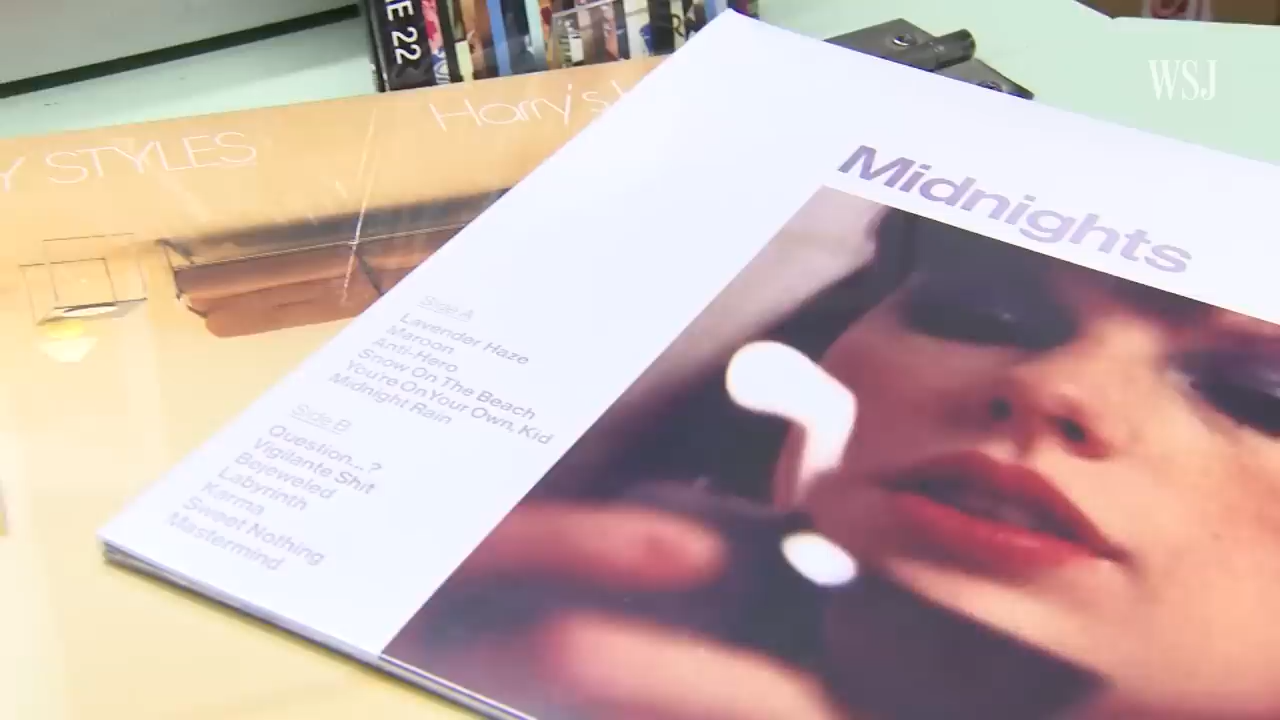 NE 22
WSJ
Harry's H
Y STYLES
Midnights
Side A
Lavender Haze
Maroon
Anti-Hero
Snow On The Beach
You're On Your Own, Kid
Midnight Rain
Side B
Question...?
Vigilante Shit
Bejeweled
Labyrinth
Karma
Sweet Nothing
Mastermind